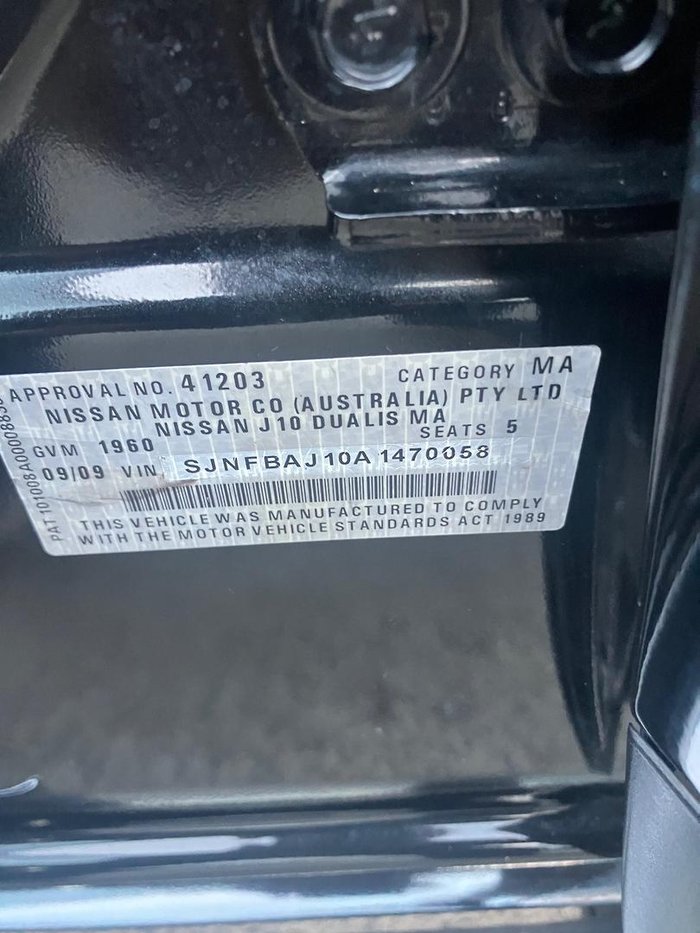 APPROVAL NO. 41203 CATEGORY MA
NISSAN MOTOR CO (AUSTRALIA) PTY LTD
NISSAN J10 DUALIS MA
GVM 1960 SEATS 5
09/09 VIN SJNFBAJ10A1470058
THIS VEHICLE WAS MANUFACTURED TO COMPLY
WITH THE MOTOR VEHICLE STANDARDS ACT 1989